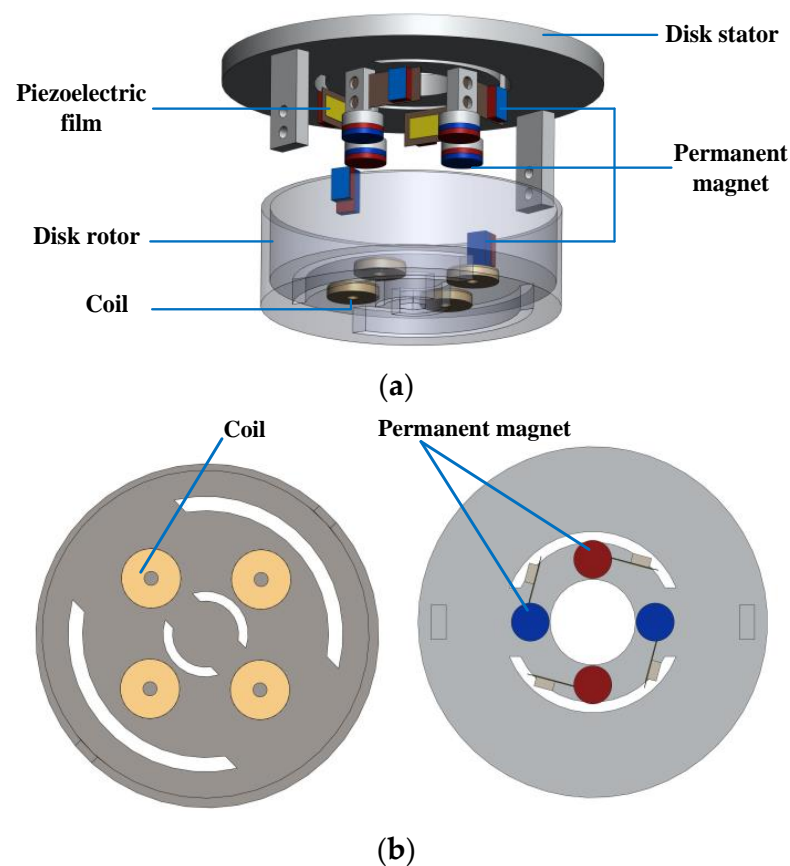 Disk stator
Piezoelectric
film
Permanent
magnet
Disk rotor
Coil
(a)
Coil
Permanent magnet
(b)